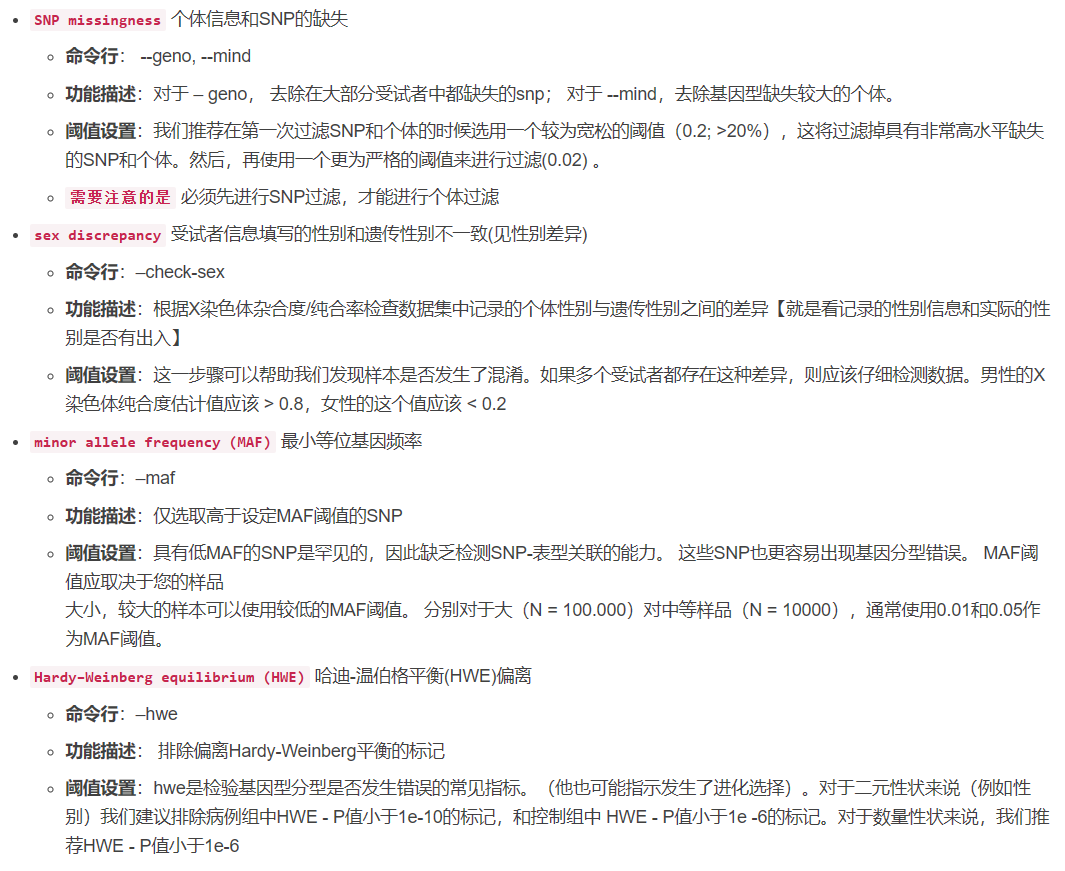 SNP missingness 个体信息和SNP的缺失
命令行： --geno, --mind
功能描述：对于 – geno， 去除在大部分受试者中都缺失的snp； 对于 --mind，去除基因型缺失较大的个体。
阈值设置：我们推荐在第一次过滤SNP和个体的时候选用一个较为宽松的阈值（0.2; >20%），这将过滤掉具有非常高水平缺失
的SNP和个体。然后，再使用一个更为严格的阈值来进行过滤(0.02) 。
需要注意的是 必须先进行SNP过滤，才能进行个体过滤
sex discrepancy 受试者信息填写的性别和遗传性别不一致(见性别差异)
命令行：–check-sex
功能描述：根据X染色体杂合度/纯合率检查数据集中记录的个体性别与遗传性别之间的差异【就是看记录的性别信息和实际的性
别是否有出入】
阈值设置：这一步骤可以帮助我们发现样本是否发生了混淆。如果多个受试者都存在这种差异，则应该仔细检测数据。男性的X
染色体纯合度估计值应该 > 0.8，女性的这个值应该 < 0.2
minor allele frequency (MAF) 最小等位基因频率
命令行：–maf
功能描述：仅选取高于设定MAF阈值的SNP
阈值设置：具有低MAF的SNP是罕见的，因此缺乏检测SNP-表型关联的能力。 这些SNP也更容易出现基因分型错误。 MAF阈
值应取决于您的样品
大小，较大的样本可以使用较低的MAF阈值。 分别对于大（N = 100.000）对中等样品（N = 10000），通常使用0.01和0.05作
为MAF阈值。
Hardy–Weinberg equilibrium (HWE) 哈迪-温伯格平衡(HWE)偏离
命令行：–hwe
功能描述： 排除偏离Hardy-Weinberg平衡的标记
阈值设置：hwe是检验基因型分型是否发生错误的常见指标。（他也可能指示发生了进化选择）。对于二元性状来说（例如性
别）我们建议排除病例组中HWE - P值小于1e-10的标记，和控制组中 HWE - P值小于1e -6的标记。对于数量性状来说，我们推
荐HWE - P值小于1e-6